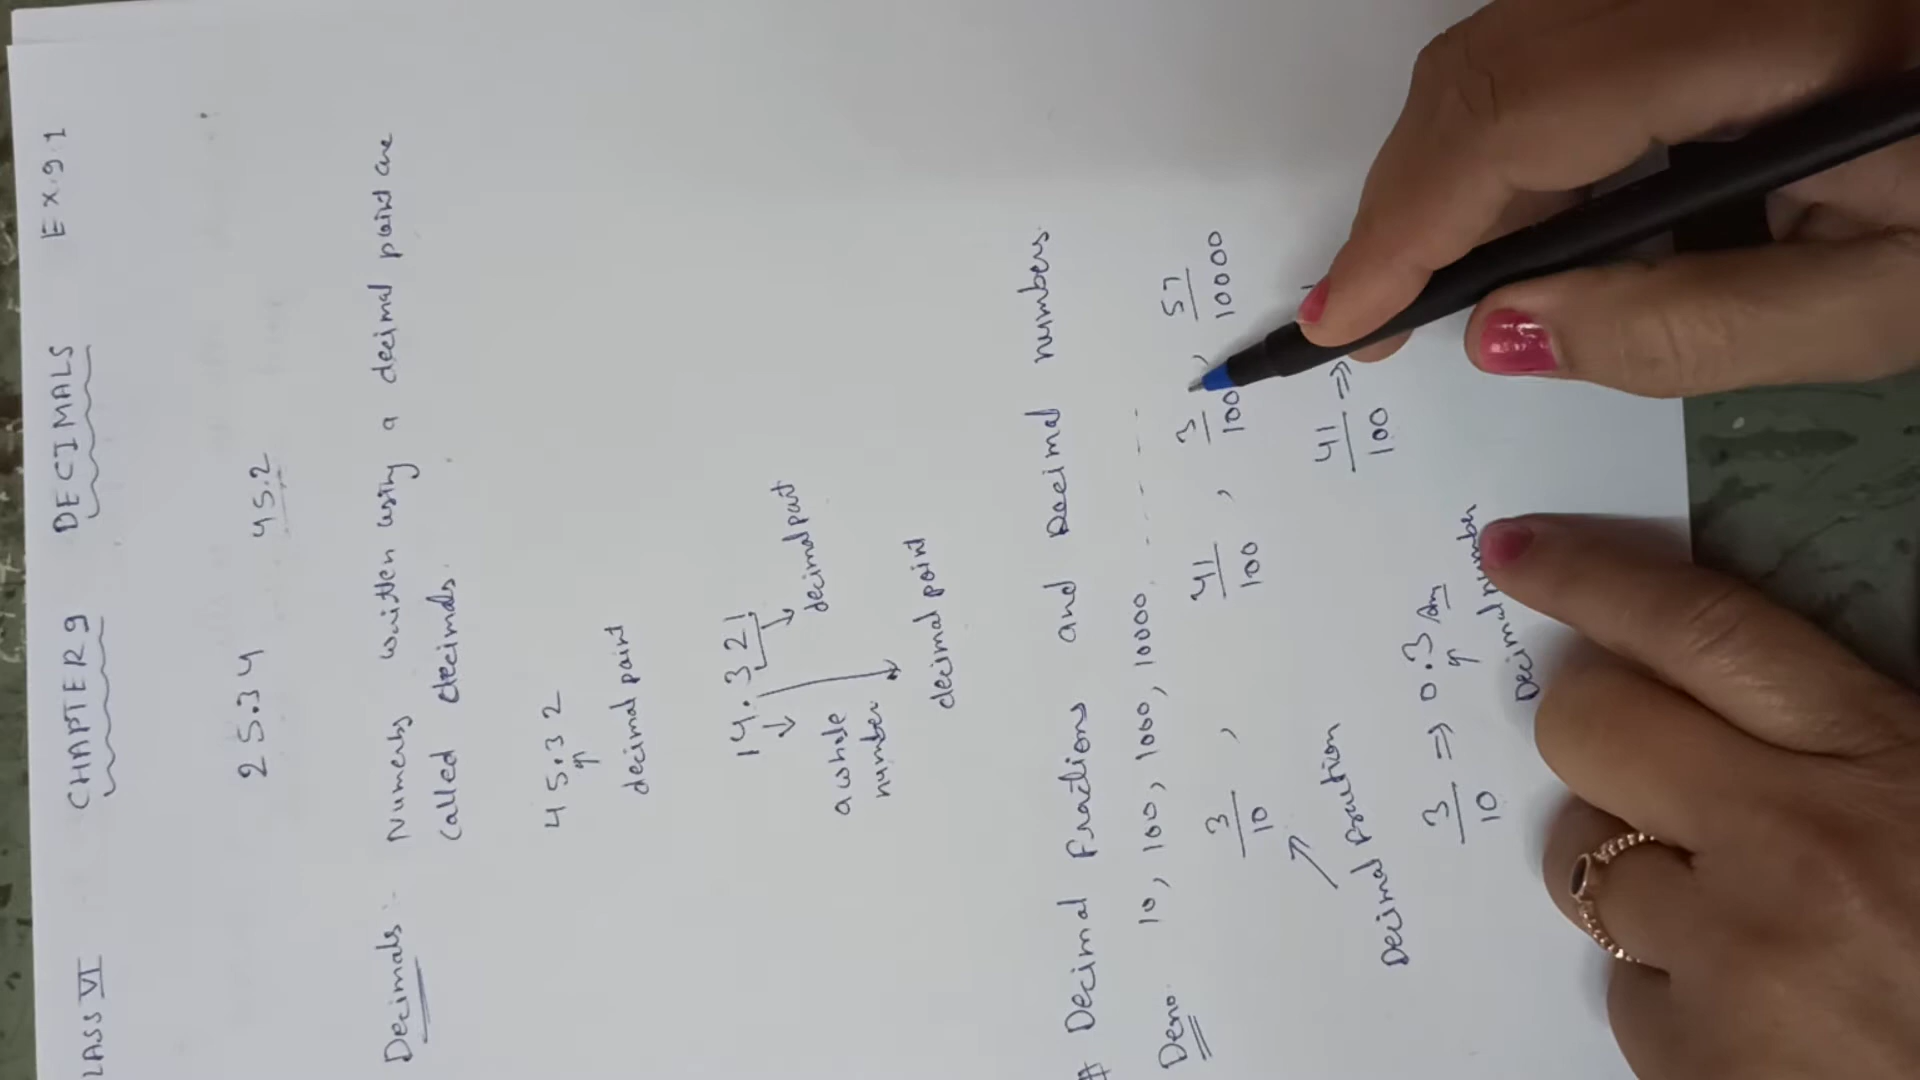 LASS VI CHAPTER 9 DECIMALS Ex. 9.1
25.34 45.2
Decimals :- Numerbs written using a decimal point are
called decimals.
45.32
decimal point
14.321
a whole number
decimal part
decimal point
# Decimal Fractions and Decimal numbers.
Deno. 10, 100, 1000, 10000 - - - - -
3/10 , 41/100 , 3/100 , 57/10000
Decimal fraction
3/10 ⇒ 0.3 Ans
41/100 ⇒
Decimal number